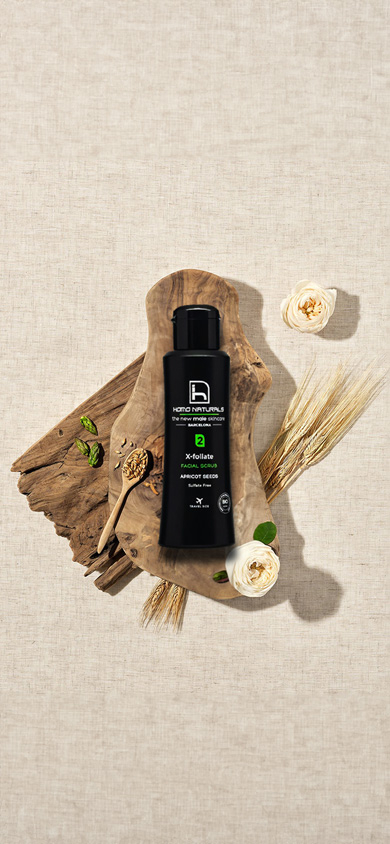 HOMO NATURALS
the new male skincare
BARCELONA
2
X-foliate
FACIAL SCRUB
APRICOT SEEDS
Sulfate Free
TRAVEL SIZE